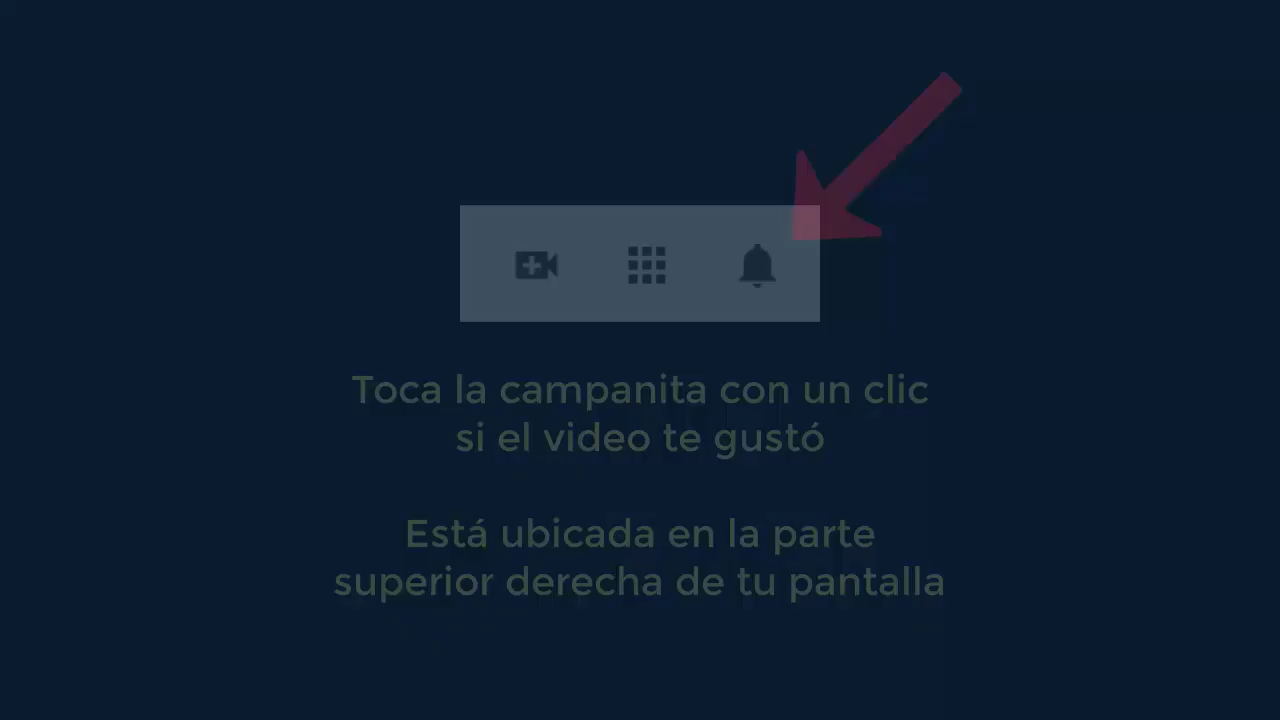 Toca la campanita con un clic
si el video te gustó
Está ubicada en la parte
superior derecha de tu pantalla